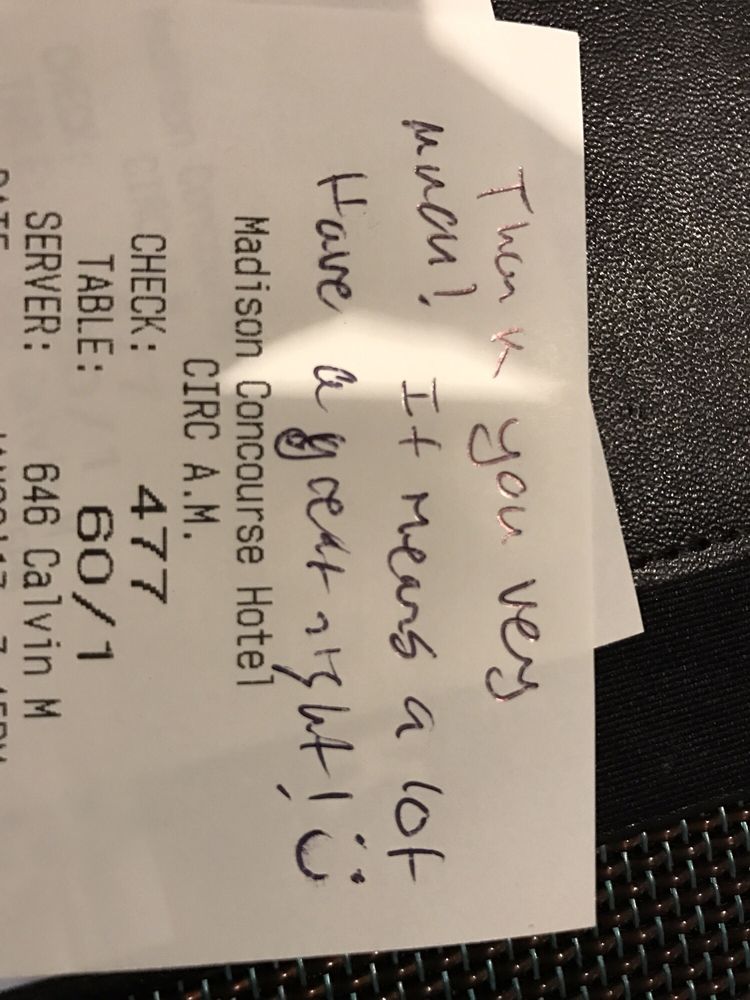 Thank you very
much! It means a lot
Have a great night! :)
Madison Concourse Hotel
CIRC A.M.
CHECK: 477
TABLE: 60/1
SERVER: 646 Calvin M